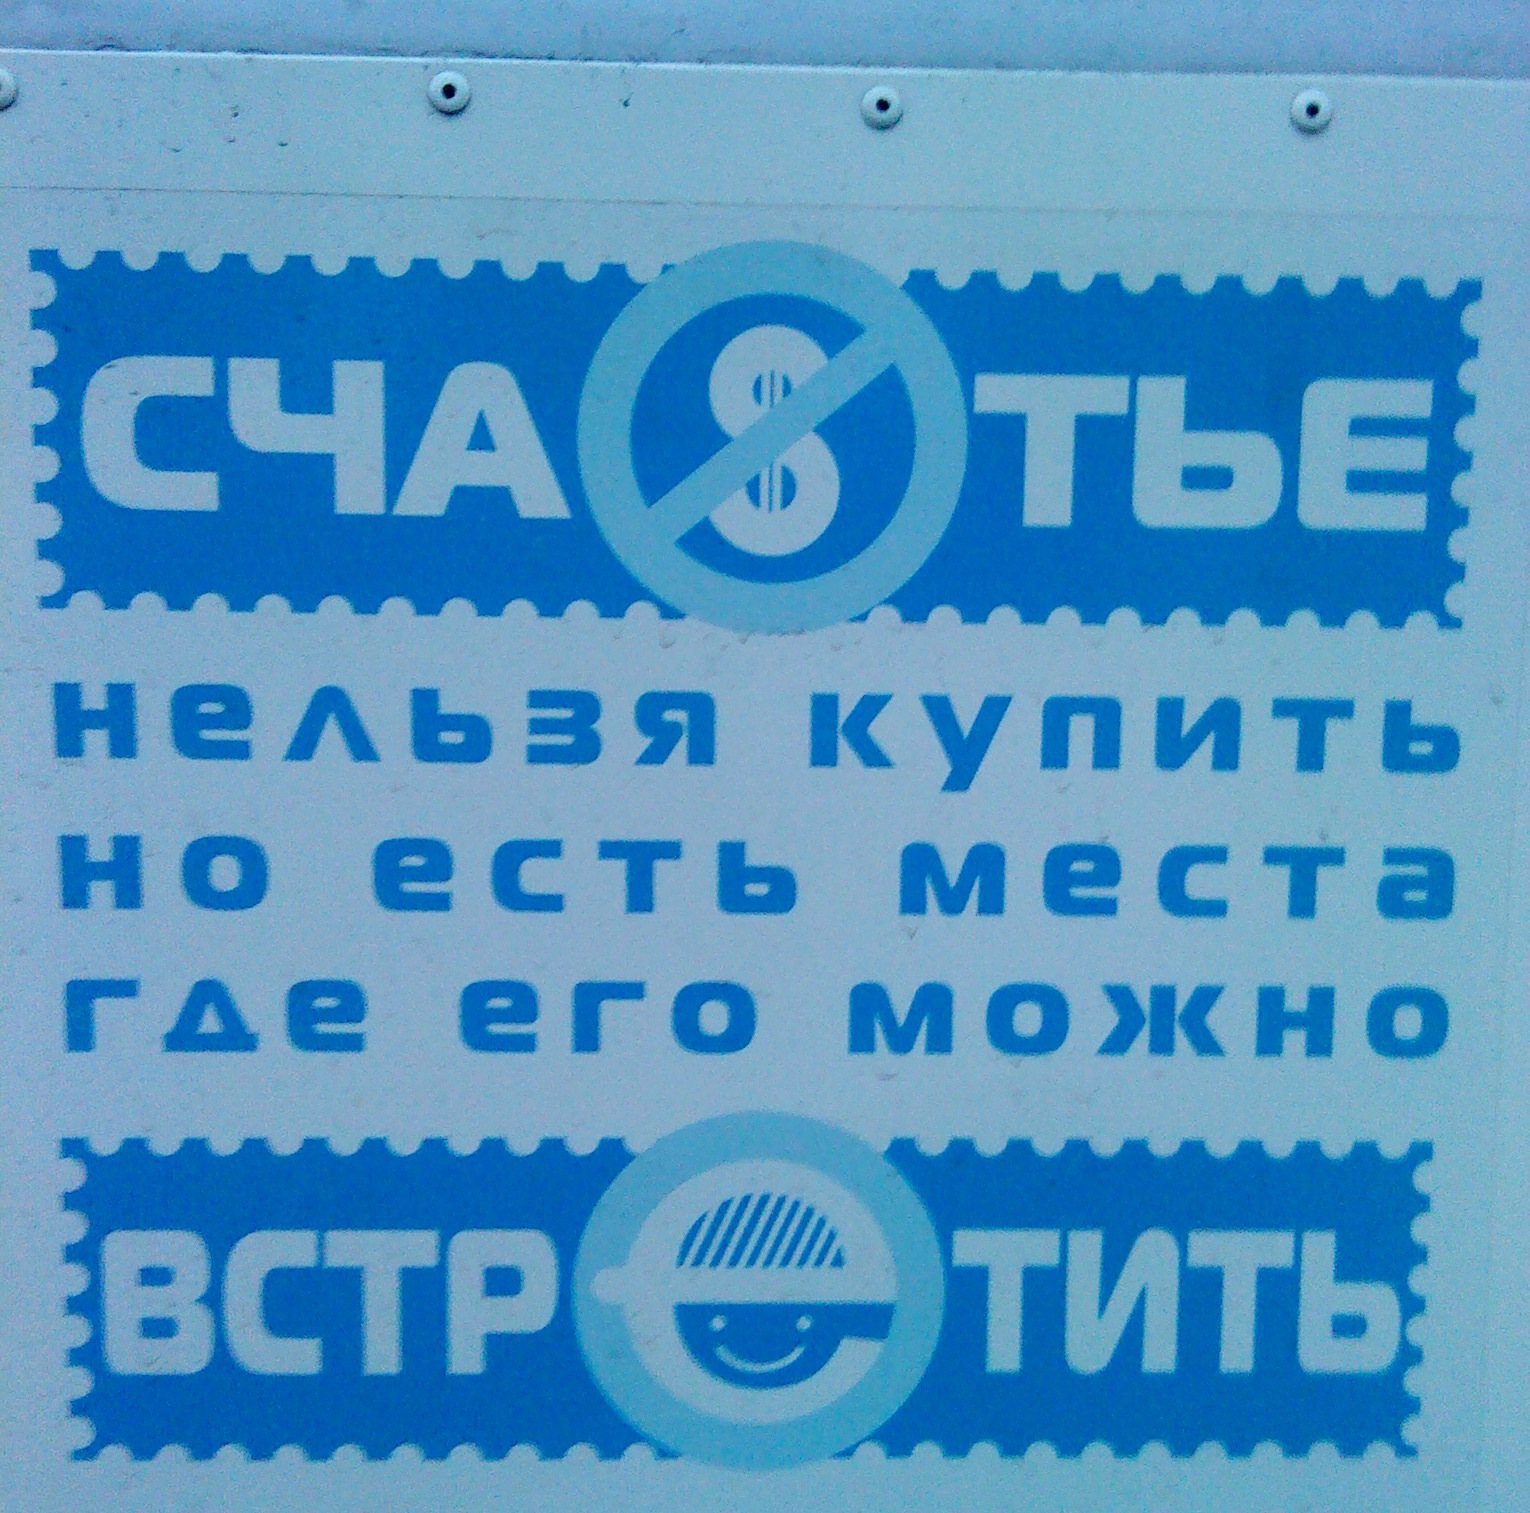 СЧА$ТЬЕ
нельзя купить
но есть места
где его можно
ВСТРЕТИТЬ